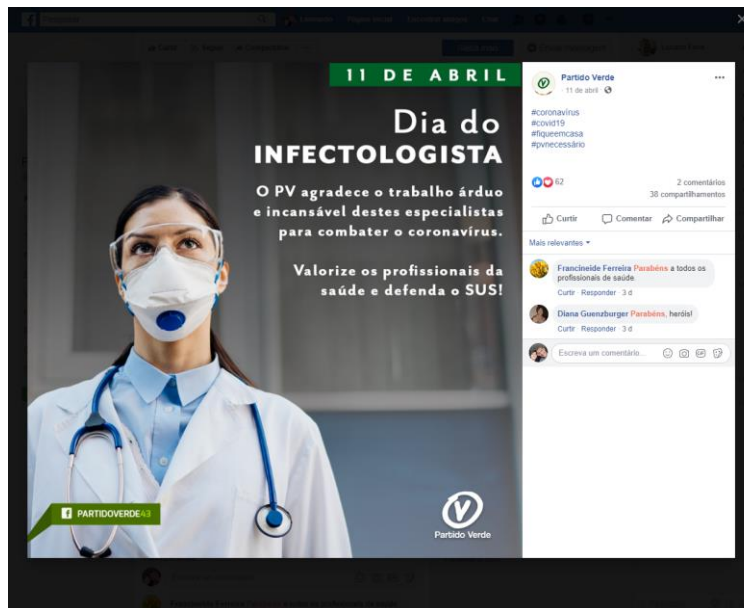 11 DE ABRIL
Dia do
INFECTOLOGISTA
O PV agradece o trabalho árduo
e incansável destes especialistas
para combater o coronavírus.
Valorize os profissionais da
saúde e defenda o SUS!
f PARTIDOVERDE43
Partido Verde
Partido Verde
11 de abril
#coronavírus
#covid19
#fiqueemcasa
#pvnecessário
62
2 comentários
38 compartilhamentos
Curtir Comentar Compartilhar
Mais relevantes
Francineide Ferreira Parabéns a todos os
profissionais de saúde.
Curtir · Responder · 3 d
Diana Guenzburger Parabéns, heróis!
Curtir · Responder · 3 d
Escreva um comentário...
GIF